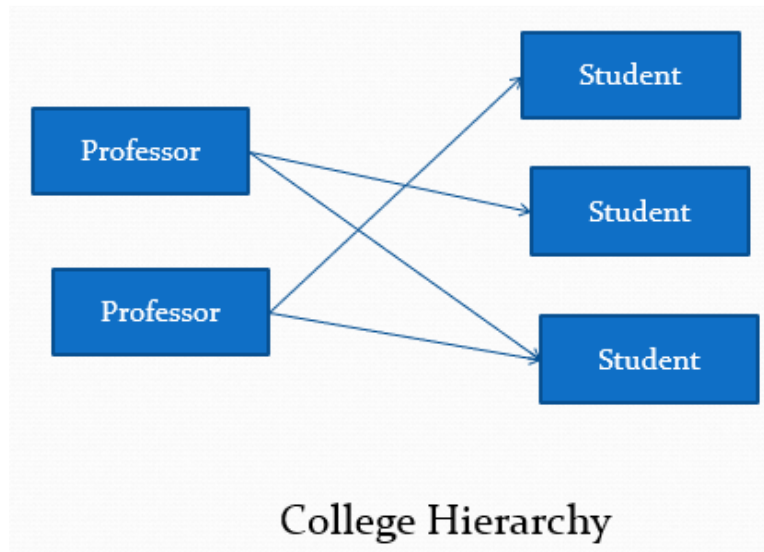 Student
Professor
Student
Professor
Student
College Hierarchy